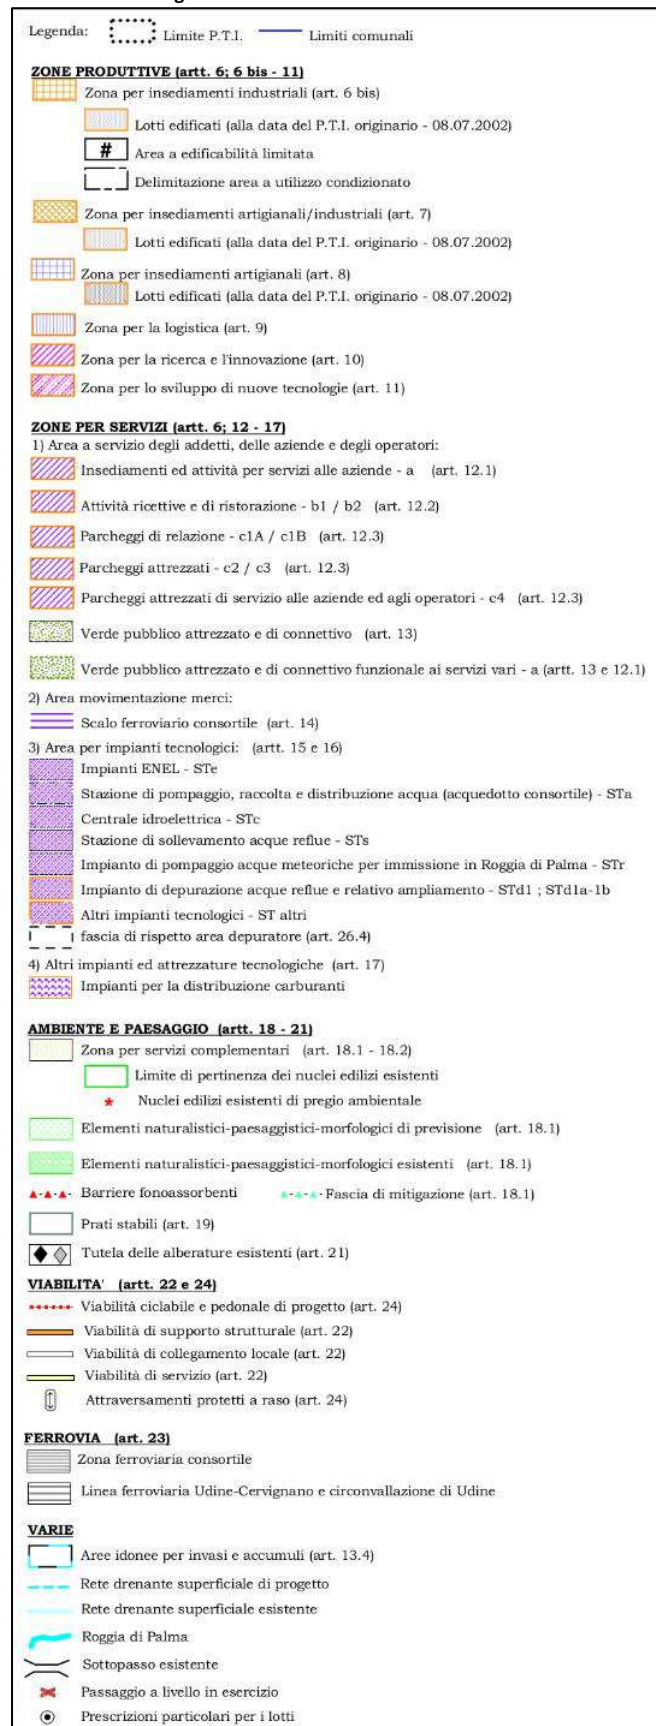 Legenda: Limite P.T.I. Limiti comunali
ZONE PRODUTTIVE (artt. 6; 6 bis - 11)
Zona per insediamenti industriali (art. 6 bis)
Lotti edificati (alla data del P.T.I. originario - 08.07.2002)
# Area a edificabilità limitata
Delimitazione area a utilizzo condizionato
Zona per insediamenti artigianali/industriali (art. 7)
Lotti edificati (alla data del P.T.I. originario - 08.07.2002)
Zona per insediamenti artigianali (art. 8)
Lotti edificati (alla data del P.T.I. originario - 08.07.2002)
Zona per la logistica (art. 9)
Zona per la ricerca e l'innovazione (art. 10)
Zona per lo sviluppo di nuove tecnologie (art. 11)
ZONE PER SERVIZI (artt. 6; 12 - 17)
1) Area a servizio degli addetti, delle aziende e degli operatori:
Insediamenti ed attività per servizi alle aziende - a (art. 12.1)
Attività ricettive e di ristorazione - b1 / b2 (art. 12.2)
Parcheggi di relazione - c1A / c1B (art. 12.3)
Parcheggi attrezzati - c2 / c3 (art. 12.3)
Parcheggi attrezzati di servizio alle aziende ed agli operatori - c4 (art. 12.3)
Verde pubblico attrezzato e di connettivo (art. 13)
Verde pubblico attrezzato e di connettivo funzionale ai servizi vari - a (artt. 13 e 12.1)
2) Area movimentazione merci:
Scalo ferroviario consortile (art. 14)
3) Area per impianti tecnologici: (artt. 15 e 16)
Impianti ENEL - STe
Stazione di pompaggio, raccolta e distribuzione acqua (acquedotto consortile) - STa
Centrale idroelettrica - STc
Stazione di sollevamento acque reflue - STs
Impianto di pompaggio acque meteoriche per immissione in Roggia di Palma - STr
Impianto di depurazione acque reflue e relativo ampliamento - STd1 ; STd1a-1b
Altri impianti tecnologici - ST altri
fascia di rispetto area depuratore (art. 26.4)
4) Altri impianti ed attrezzature tecnologiche (art. 17)
Impianti per la distribuzione carburanti
AMBIENTE E PAESAGGIO (artt. 18 - 21)
Zona per servizi complementari (art. 18.1 - 18.2)
Limite di pertinenza dei nuclei edilizi esistenti
Nuclei edilizi esistenti di pregio ambientale
Elementi naturalistici-paesaggistici-morfologici di previsione (art. 18.1)
Elementi naturalistici-paesaggistici-morfologici esistenti (art. 18.1)
Barriere fonoassorbenti Fascia di mitigazione (art. 18.1)
Prati stabili (art. 19)
Tutela delle alberature esistenti (art. 21)
VIABILITA' (artt. 22 e 24)
Viabilità ciclabile e pedonale di progetto (art. 24)
Viabilità di supporto strutturale (art. 22)
Viabilità di collegamento locale (art. 22)
Viabilità di servizio (art. 22)
Attraversamenti protetti a raso (art. 24)
FERROVIA (art. 23)
Zona ferroviaria consortile
Linea ferroviaria Udine-Cervignano e circonvallazione di Udine
VARIE
Aree idonee per invasi e accumuli (art. 13.4)
Rete drenante superficiale di progetto
Rete drenante superficiale esistente
Roggia di Palma
Sottopasso esistente
Passaggio a livello in esercizio
Prescrizioni particolari per i lotti